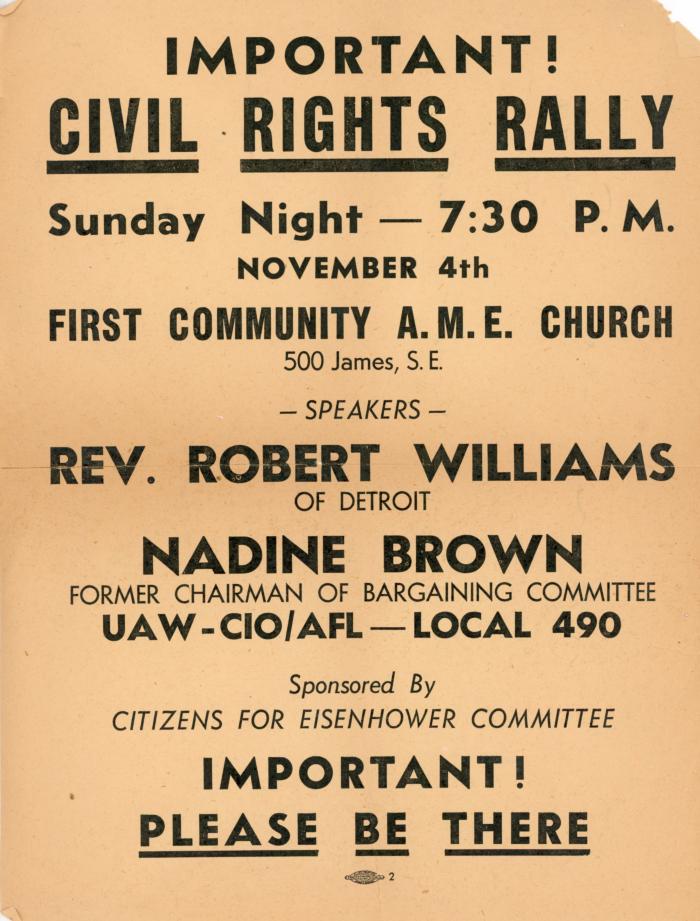 IMPORTANT!
CIVIL RIGHTS RALLY
Sunday Night — 7:30 P. M.
NOVEMBER 4th
FIRST COMMUNITY A. M. E. CHURCH
500 James, S. E.
— SPEAKERS —
REV. ROBERT WILLIAMS
OF DETROIT
NADINE BROWN
FORMER CHAIRMAN OF BARGAINING COMMITTEE
UAW-CIO/AFL — LOCAL 490
Sponsored By
CITIZENS FOR EISENHOWER COMMITTEE
IMPORTANT!
PLEASE BE THERE
2